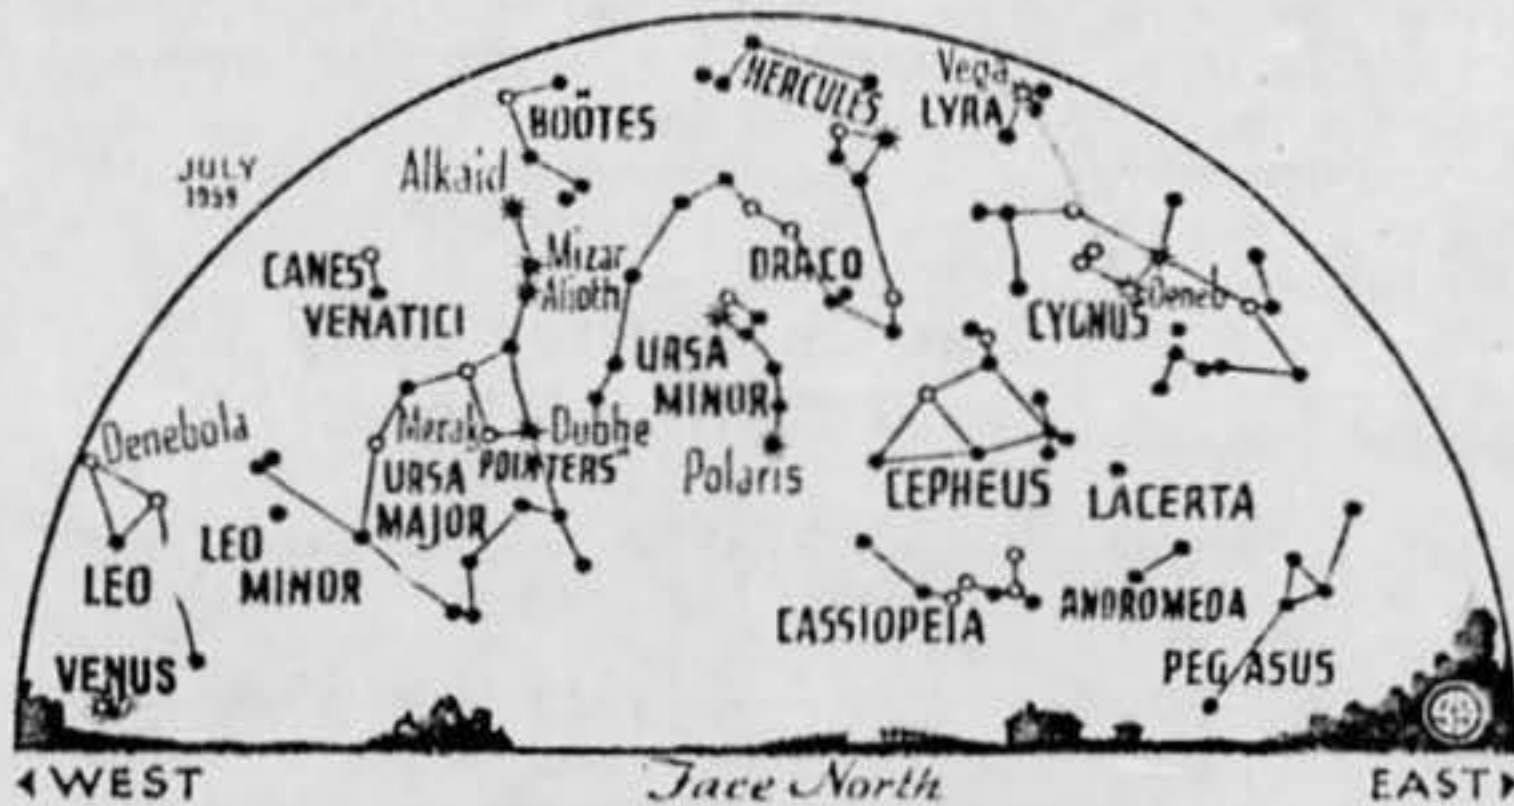 HERCULES
Vega
LYRA
BOÖTES
JULY
1959
Alkaid
CANES
VENATICI
Mizar
Alioth
DRACO
CYGNUS
Deneb
URSA
MINOR
Denebola
Merak
Dubhe
POINTERS"
Polaris
URSA
MAJOR
CEPHEUS
LACERTA
LEO
LEO
MINOR
CASSIOPEIA
ANDROMEDA
VENUS
PEGASUS
WEST
Face North
EAST